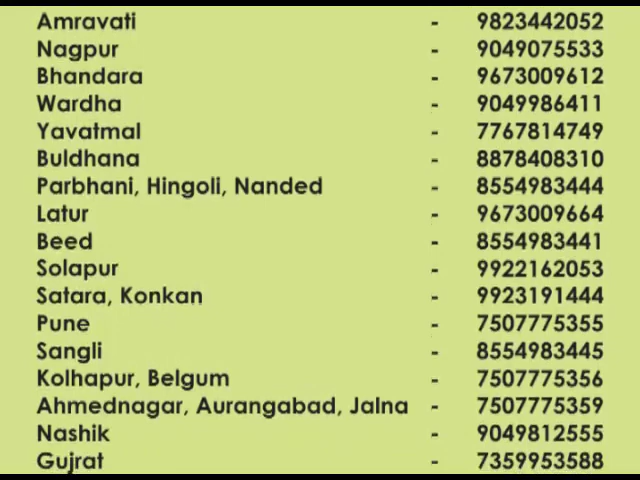 Amravati - 9823442052
Nagpur - 9049075533
Bhandara - 9673009612
Wardha - 9049986411
Yavatmal - 7767814749
Buldhana - 8878408310
Parbhani, Hingoli, Nanded - 8554983444
Latur - 9673009664
Beed - 8554983441
Solapur - 9922162053
Satara, Konkan - 9923191444
Pune - 7507775355
Sangli - 8554983445
Kolhapur, Belgum - 7507775356
Ahmednagar, Aurangabad, Jalna - 7507775359
Nashik - 9049812555
Gujrat - 7359953588